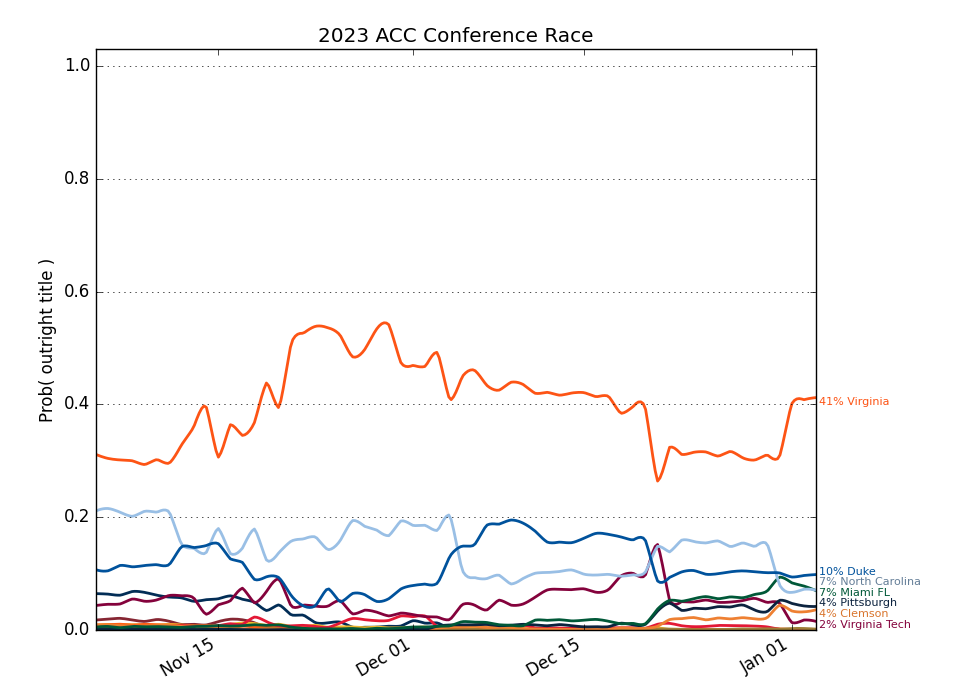 2023 ACC Conference Race
Prob( outright title )
1.0
0.8
0.6
0.4
0.2
0.0
41% Virginia
10% Duke
7% North Carolina
7% Miami FL
4% Pittsburgh
4% Clemson
2% Virginia Tech
Nov 15
Dec 01
Dec 15
Jan 01